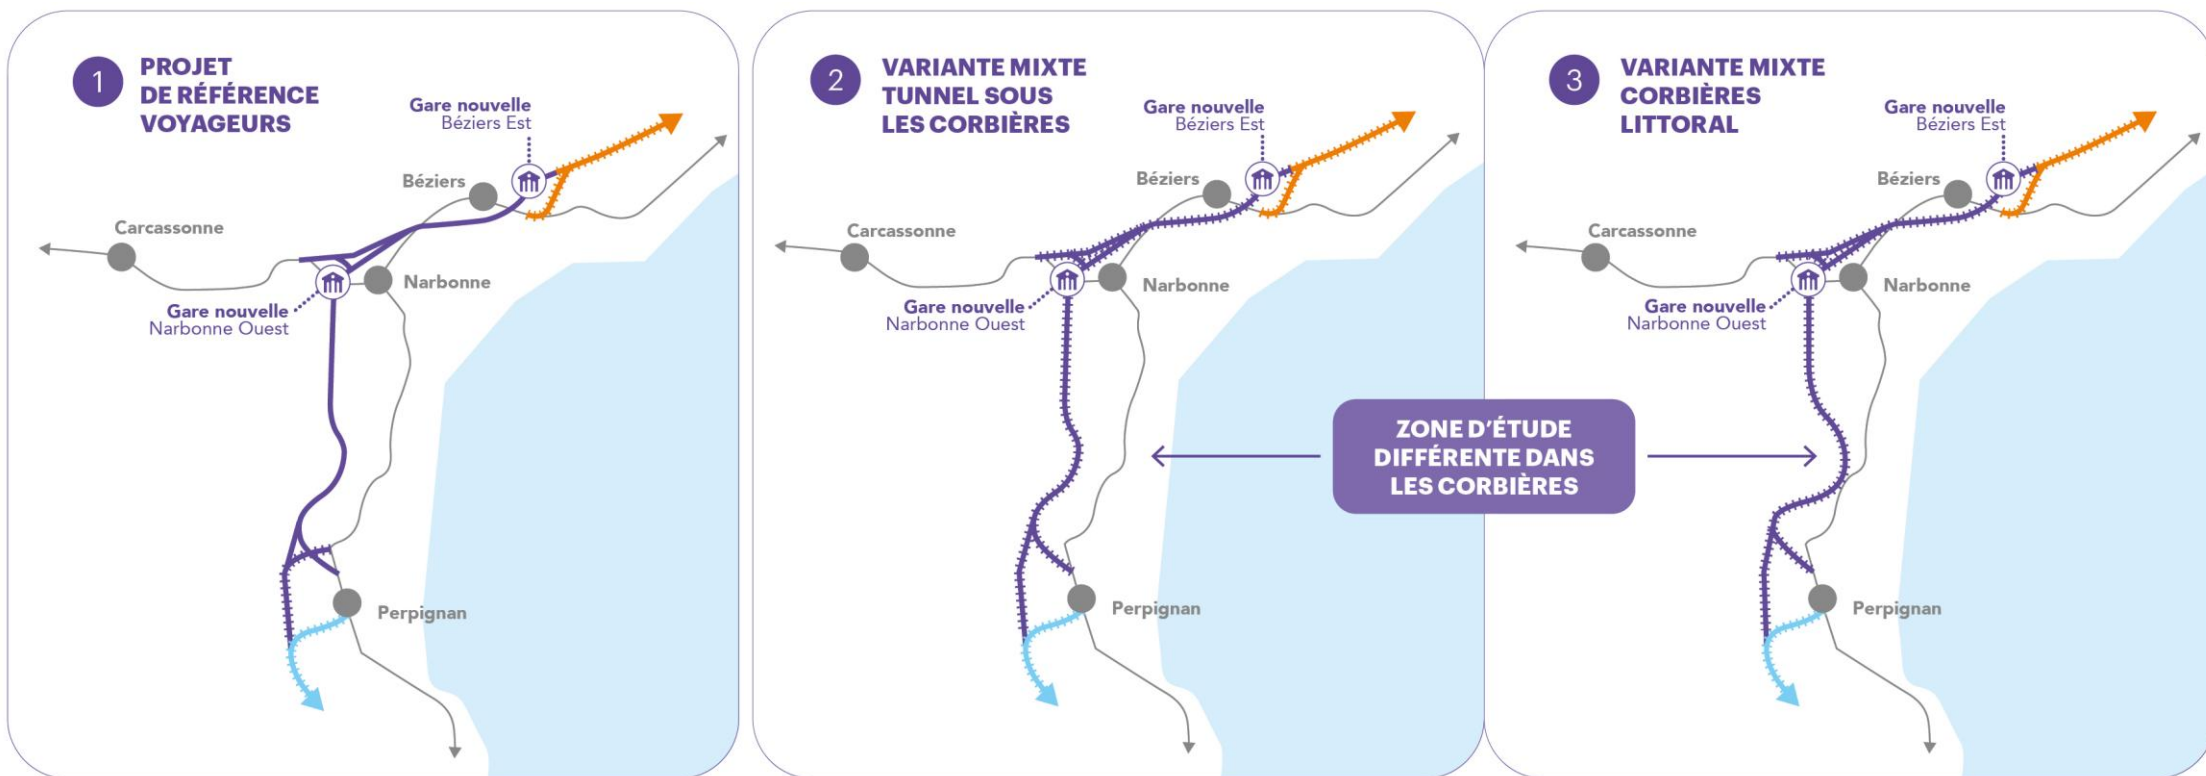 1
PROJET
DE RÉFÉRENCE
VOYAGEURS
Gare nouvelle
Béziers Est
Béziers
Carcassonne
Narbonne
Gare nouvelle
Narbonne Ouest
Perpignan
2
VARIANTE MIXTE
TUNNEL SOUS
LES CORBIÈRES
Gare nouvelle
Béziers Est
Béziers
Carcassonne
Narbonne
Gare nouvelle
Narbonne Ouest
Perpignan
ZONE D'ÉTUDE
DIFFÉRENTE DANS
LES CORBIÈRES
3
VARIANTE MIXTE
CORBIÈRES
LITTORAL
Gare nouvelle
Béziers Est
Béziers
Carcassonne
Narbonne
Gare nouvelle
Narbonne Ouest
Perpignan